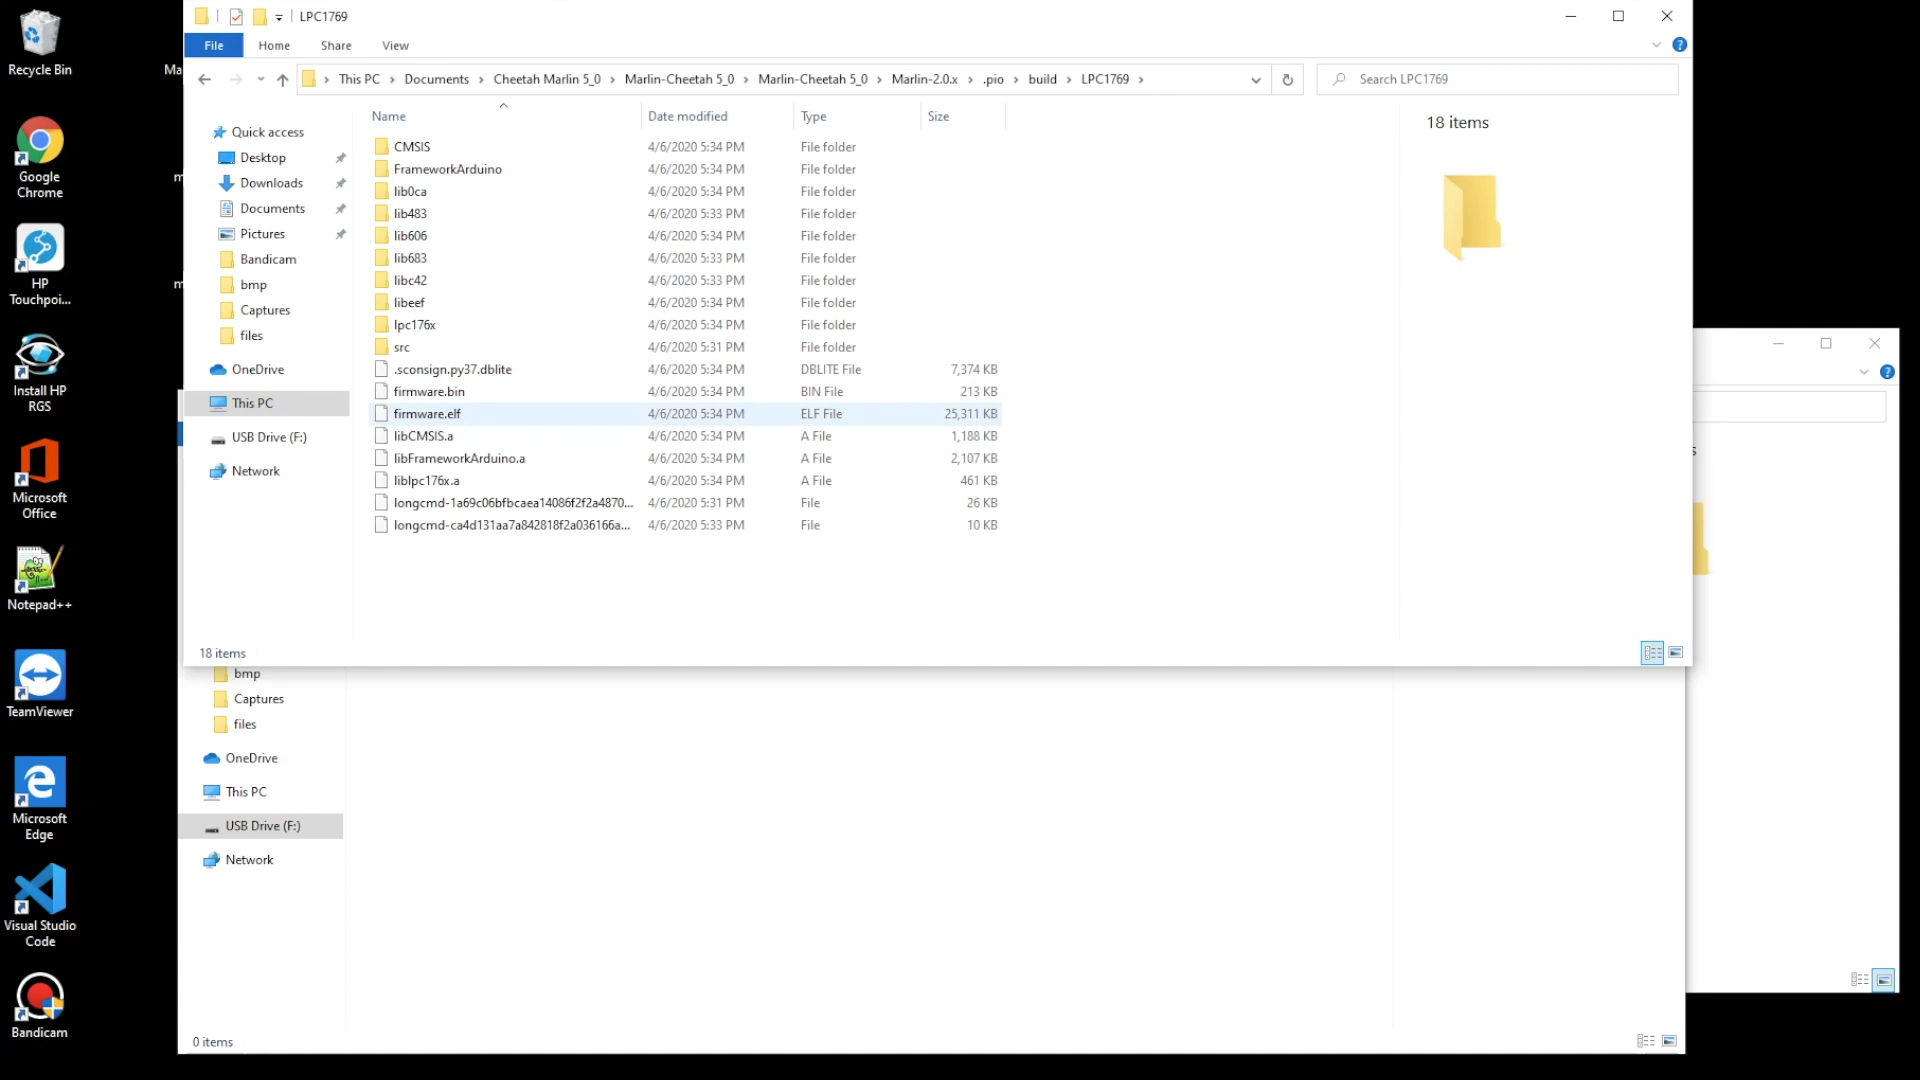 Recycle Bin
Google
Chrome
HP
Touchpoi...
Install HP
RGS
Microsoft
Office
Notepad++
TeamViewer
Microsoft
Edge
Visual Studio
Code
Bandicam
Ma
m
m
LPC1769
File Home Share View
This PC Documents Cheetah Marlin 5_0 Marlin-Cheetah 5_0 Marlin-Cheetah 5_0 Marlin-2.0.x .pio build LPC1769
Search LPC1769
Quick access
Desktop
Downloads
Documents
Pictures
Bandicam
bmp
Captures
files
OneDrive
This PC
USB Drive (F:)
Network
Name Date modified Type Size
CMSIS 4/6/2020 5:34 PM File folder
FrameworkArduino 4/6/2020 5:34 PM File folder
lib0ca 4/6/2020 5:34 PM File folder
lib483 4/6/2020 5:33 PM File folder
lib606 4/6/2020 5:34 PM File folder
lib683 4/6/2020 5:33 PM File folder
libc42 4/6/2020 5:33 PM File folder
libeef 4/6/2020 5:34 PM File folder
lpc176x 4/6/2020 5:34 PM File folder
src 4/6/2020 5:31 PM File folder
.sconsign.py37.dblite 4/6/2020 5:34 PM DBLITE File 7,374 KB
firmware.bin 4/6/2020 5:34 PM BIN File 213 KB
firmware.elf 4/6/2020 5:34 PM ELF File 25,311 KB
libCMSIS.a 4/6/2020 5:34 PM A File 1,188 KB
libFrameworkArduino.a 4/6/2020 5:34 PM A File 2,107 KB
liblpc176x.a 4/6/2020 5:34 PM A File 461 KB
longcmd-1a69c06bfbcaea14086f2f2a4870... 4/6/2020 5:31 PM File 26 KB
longcmd-ca4d131aa7a842818f2a036166a... 4/6/2020 5:33 PM File 10 KB
18 items
18 items
s
bmp
Captures
files
OneDrive
This PC
USB Drive (F:)
Network
0 items